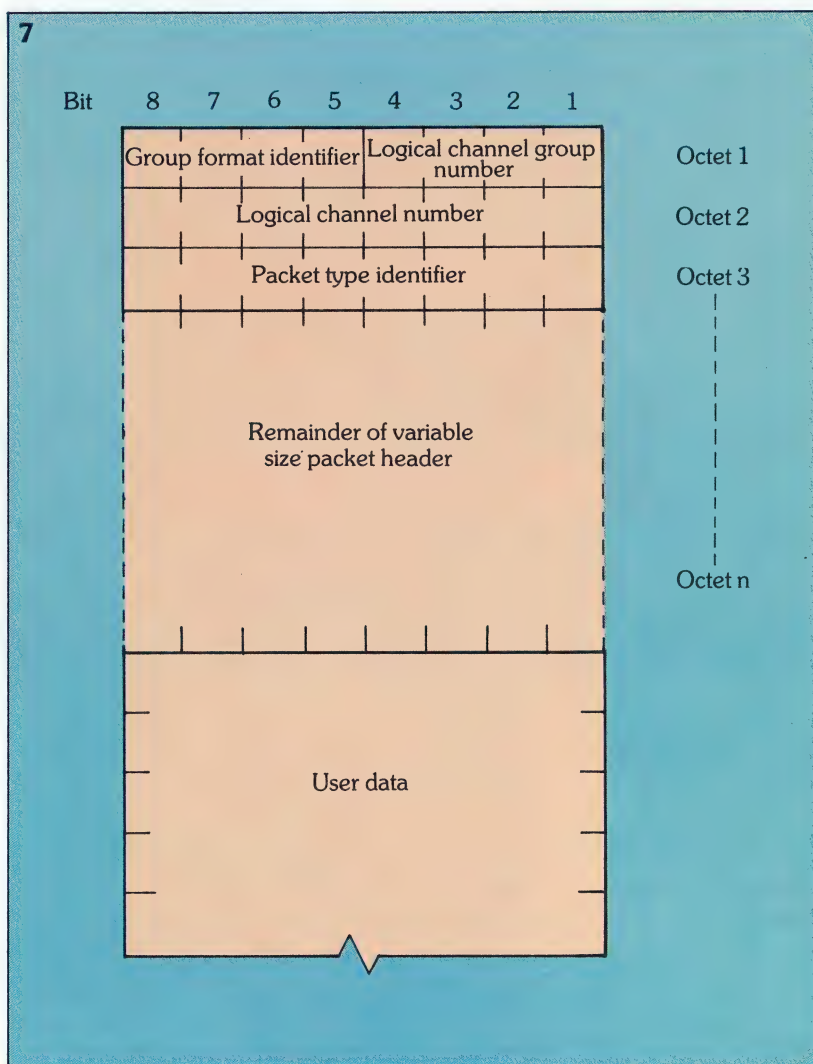 7
Bit 8 7 6 5 4 3 2 1
Group format identifier
Logical channel group
number
Octet 1
Logical channel number
Octet 2
Packet type identifier
Octet 3
Remainder of variable
size packet header
Octet n
User data